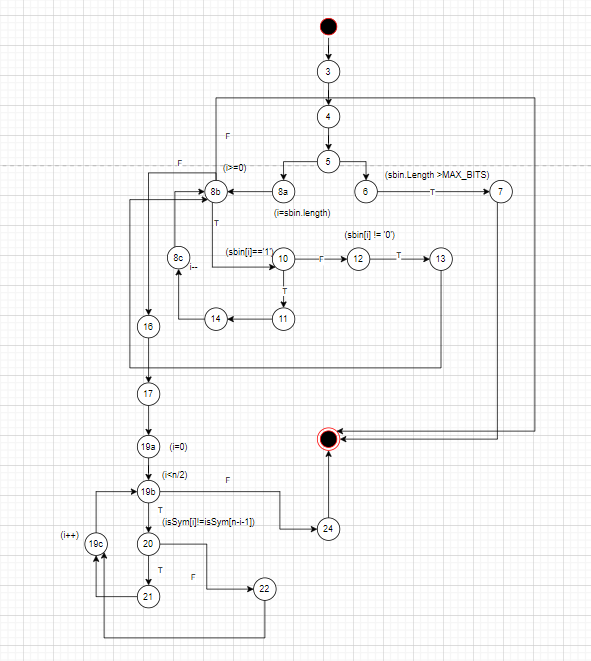 3
4
F
5
F
(i>=0)
(sbin.Length >MAX_BITS)
8b
8a
6
T
7
(i=sbin.length)
T
(sbin[i] != '0')
(sbin[i]=='1')
8c
i--
10
F
12
T
13
T
16
14
11
17
19a
(i=0)
(i<n/2)
F
19b
T
(isSym[i]!=isSym[n-i-1])
24
(i++)
19c
20
T
F
22
21